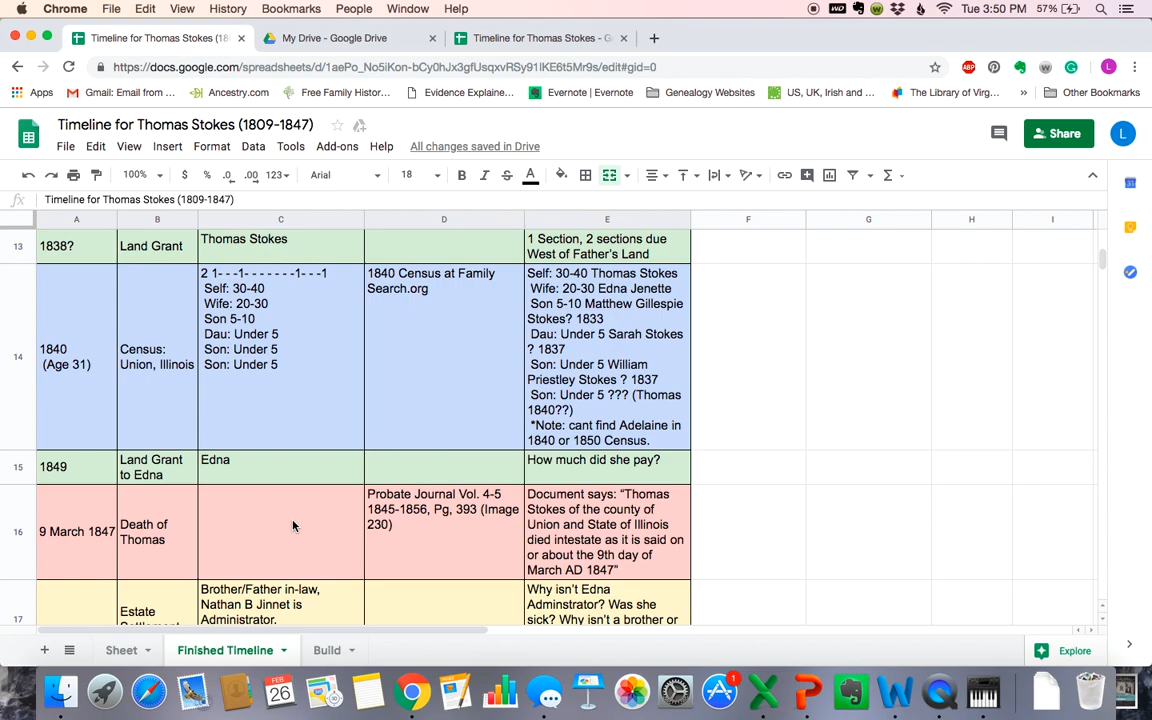 Chrome File Edit View History Bookmarks People Window Help Tue 3:50 PM 57%
Timeline for Thomas Stokes (18 My Drive - Google Drive Timeline for Thomas Stokes - G
https://docs.google.com/spreadsheets/d/1aePo_No5iKon-bCy0hJx3gfUsqxvRSy91IKE6t5Mr9s/edit#gid=0
Apps Gmail: Email from ... Ancestry.com Free Family Histor... Evidence Explaine... Evernote | Evernote Genealogy Websites US, UK, Irish and ... The Library of Virg... » Other Bookmarks
Timeline for Thomas Stokes (1809-1847)
File Edit View Insert Format Data Tools Add-ons Help All changes saved in Drive
Share
L
100% $ % .0 .00 123 Arial 18 B I S A
fx Timeline for Thomas Stokes (1809-1847)
A B C D E F G H I
13 1838? Land Grant Thomas Stokes
1 Section, 2 sections due
West of Father's Land
14
1840
(Age 31)
Census:
Union, Illinois
2 1- - -1- - - - - - -1- - -1
Self: 30-40
Wife: 20-30
Son 5-10
Dau: Under 5
Son: Under 5
Son: Under 5
1840 Census at Family
Search.org
Self: 30-40 Thomas Stokes
Wife: 20-30 Edna Jenette
Son 5-10 Matthew Gillespie
Stokes? 1833
Dau: Under 5 Sarah Stokes
? 1837
Son: Under 5 William
Priestley Stokes ? 1837
Son: Under 5 ??? (Thomas
1840??)
*Note: cant find Adelaine in
1840 or 1850 Census.
15
1849
Land Grant
to Edna
Edna
How much did she pay?
16
9 March 1847
Death of
Thomas
Probate Journal Vol. 4-5
1845-1856, Pg, 393 (Image
230)
Document says: “Thomas
Stokes of the county of
Union and State of Illinois
died intestate as it is said on
or about the 9th day of
March AD 1847”
17
Estate
Brother/Father in-law,
Nathan B Jinnet is
Administrator.
Why isn't Edna
Adminstrator? Was she
sick? Why isn't a brother or
Sheet Finished Timeline Build Explore
FEB
26
1